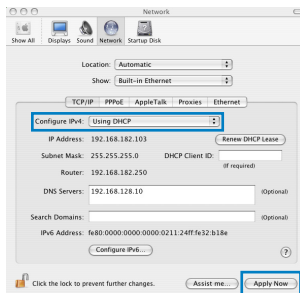 Network
Show All Displays Sound Network Startup Disk
Location: Automatic
Show: Built-in Ethernet
TCP/IP PPPoE AppleTalk Proxies Ethernet
Configure IPv4: Using DHCP
IP Address: 192.168.182.103 Renew DHCP Lease
Subnet Mask: 255.255.255.0 DHCP Client ID:
(If required)
Router: 192.168.182.250
DNS Servers: 192.168.128.10 (Optional)
Search Domains: (Optional)
IPv6 Address: fe80:0000:0000:0000:0211:24ff:fe32:b18e
Configure IPv6... ?
Click the lock to prevent further changes. Assist me... Apply Now